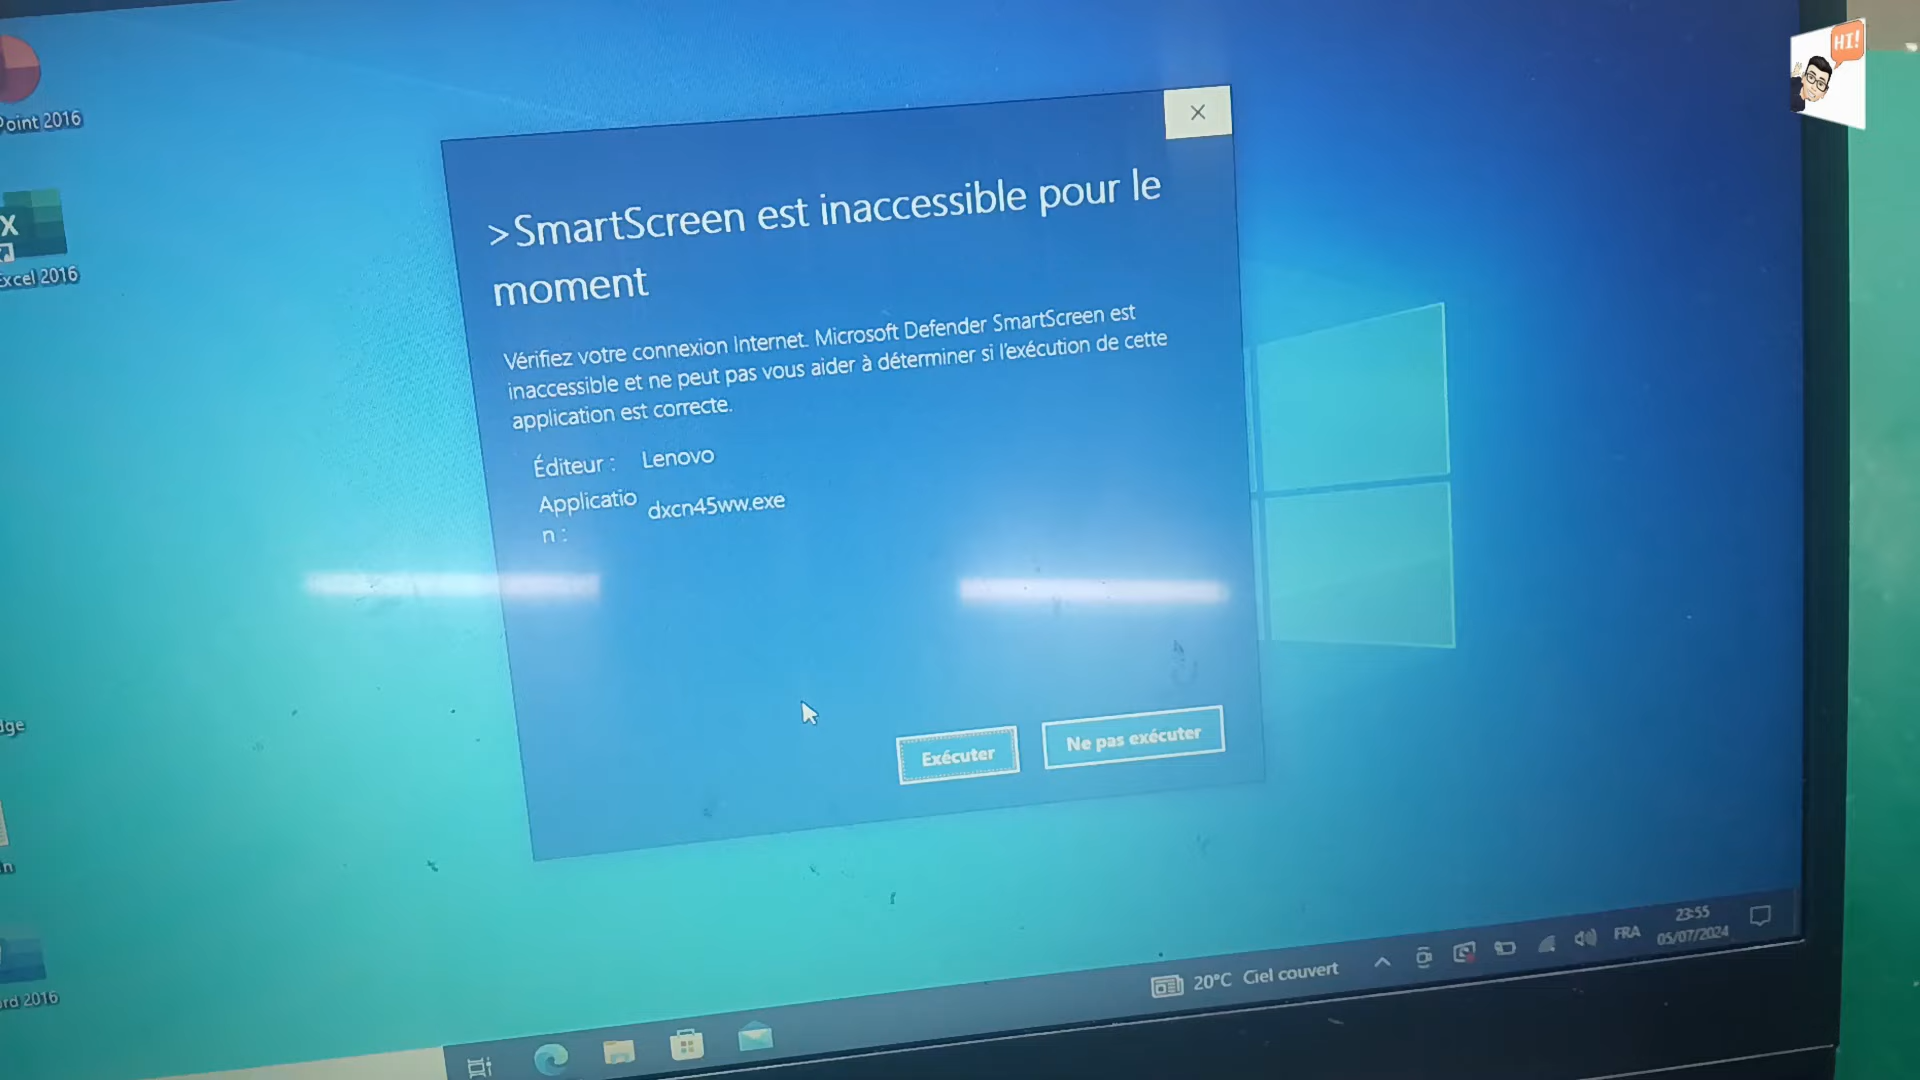 HI!
Point 2016
Excel 2016
>SmartScreen est inaccessible pour le
moment
Vérifiez votre connexion Internet. Microsoft Defender SmartScreen est
inaccessible et ne peut pas vous aider à déterminer si l'exécution de cette
application est correcte.
Éditeur : Lenovo
Applicatio
n :
dxcn45ww.exe
Exécuter
Ne pas exécuter
dge
rd 2016
20°C Ciel couvert
FRA
23:55
05/07/2024